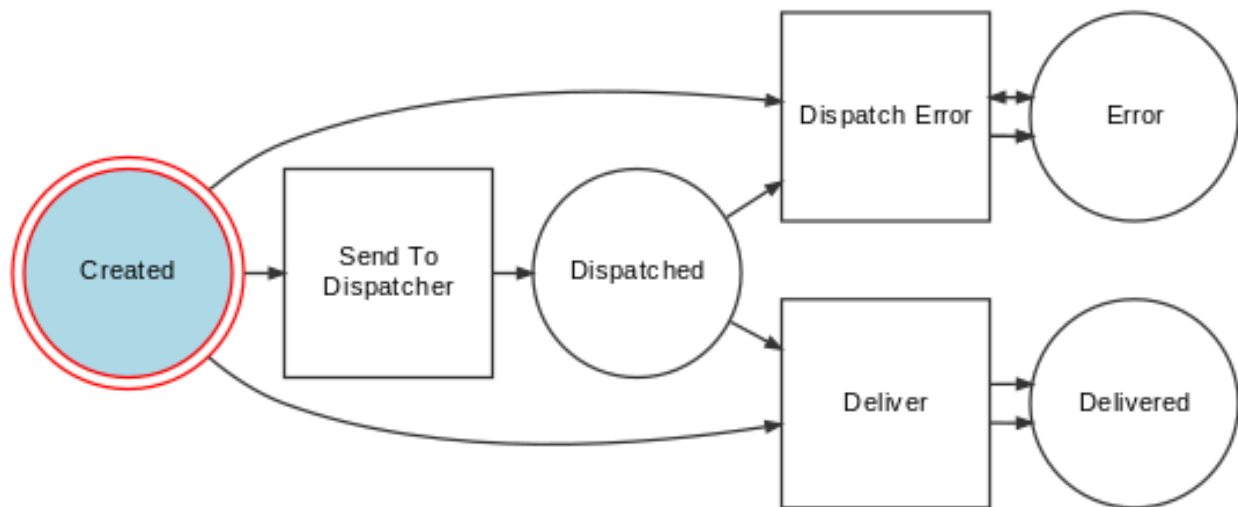 Created
Send To
Dispatcher
Dispatched
Dispatch Error
Error
Deliver
Delivered